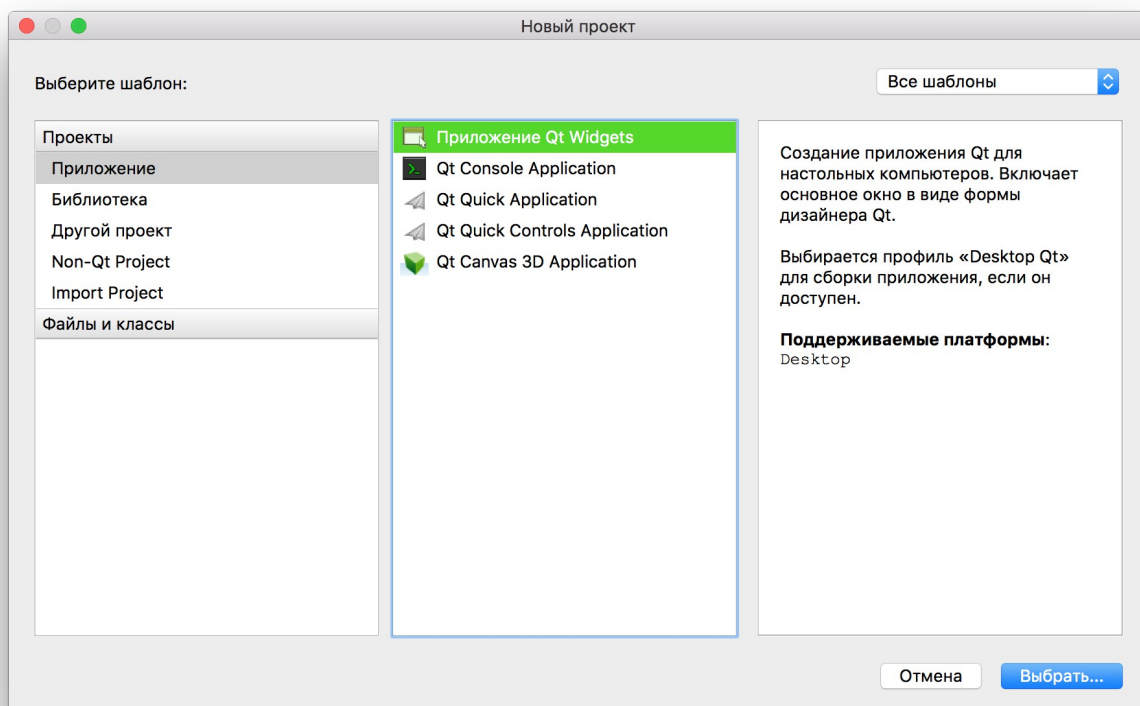 Новый проект
Выберите шаблон:
Все шаблоны
Проекты
Приложение
Библиотека
Другой проект
Non-Qt Project
Import Project
Файлы и классы
Приложение Qt Widgets
Qt Console Application
Qt Quick Application
Qt Quick Controls Application
Qt Canvas 3D Application
Создание приложения Qt для
настольных компьютеров. Включает
основное окно в виде формы
дизайнера Qt.
Выбирается профиль «Desktop Qt»
для сборки приложения, если он
доступен.
Поддерживаемые платформы:
Desktop
Отмена
Выбрать...